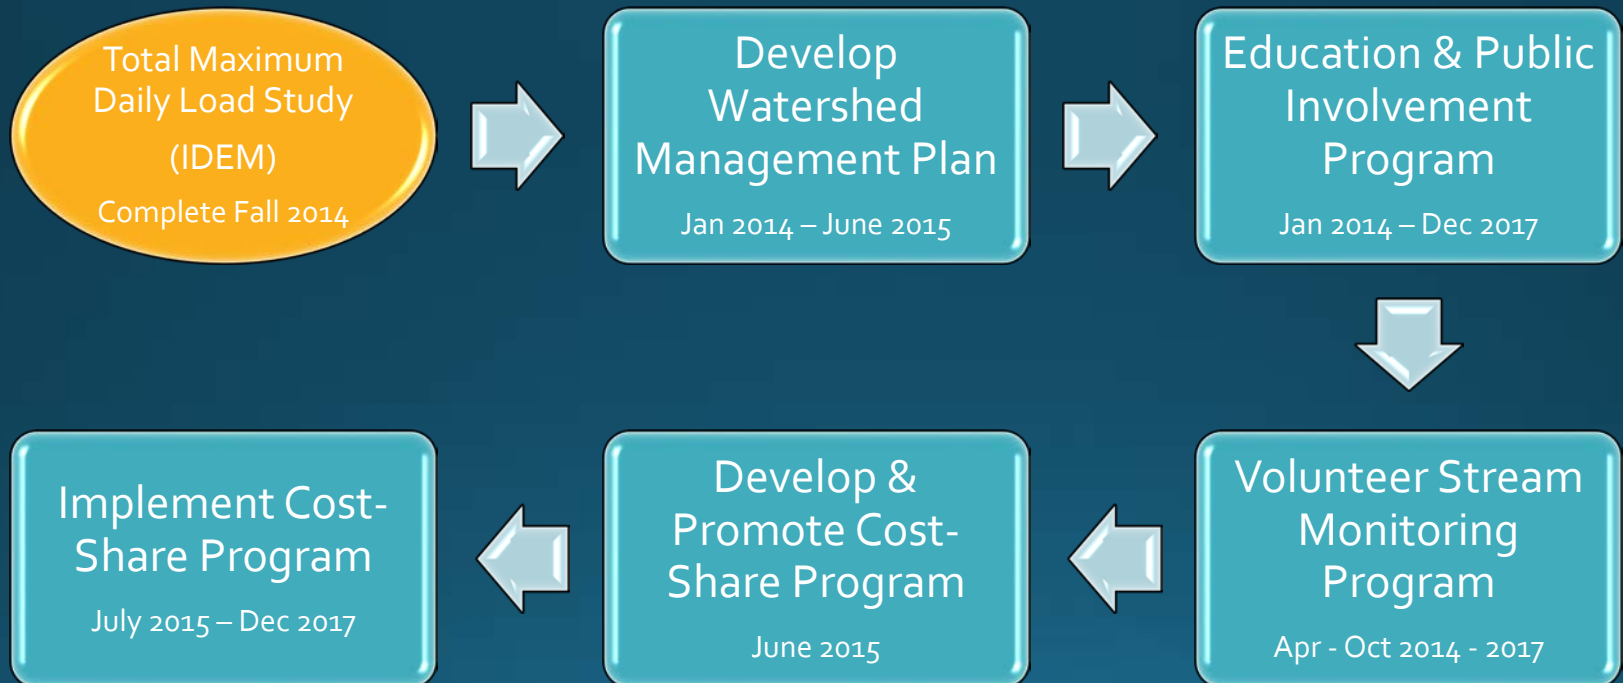 Total Maximum
Daily Load Study
(IDEM)
Complete Fall 2014
Develop
Watershed
Management Plan
Jan 2014 – June 2015
Education & Public
Involvement
Program
Jan 2014 – Dec 2017
Volunteer Stream
Monitoring
Program
Apr - Oct 2014 - 2017
Develop &
Promote Cost-
Share Program
June 2015
Implement Cost-
Share Program
July 2015 – Dec 2017